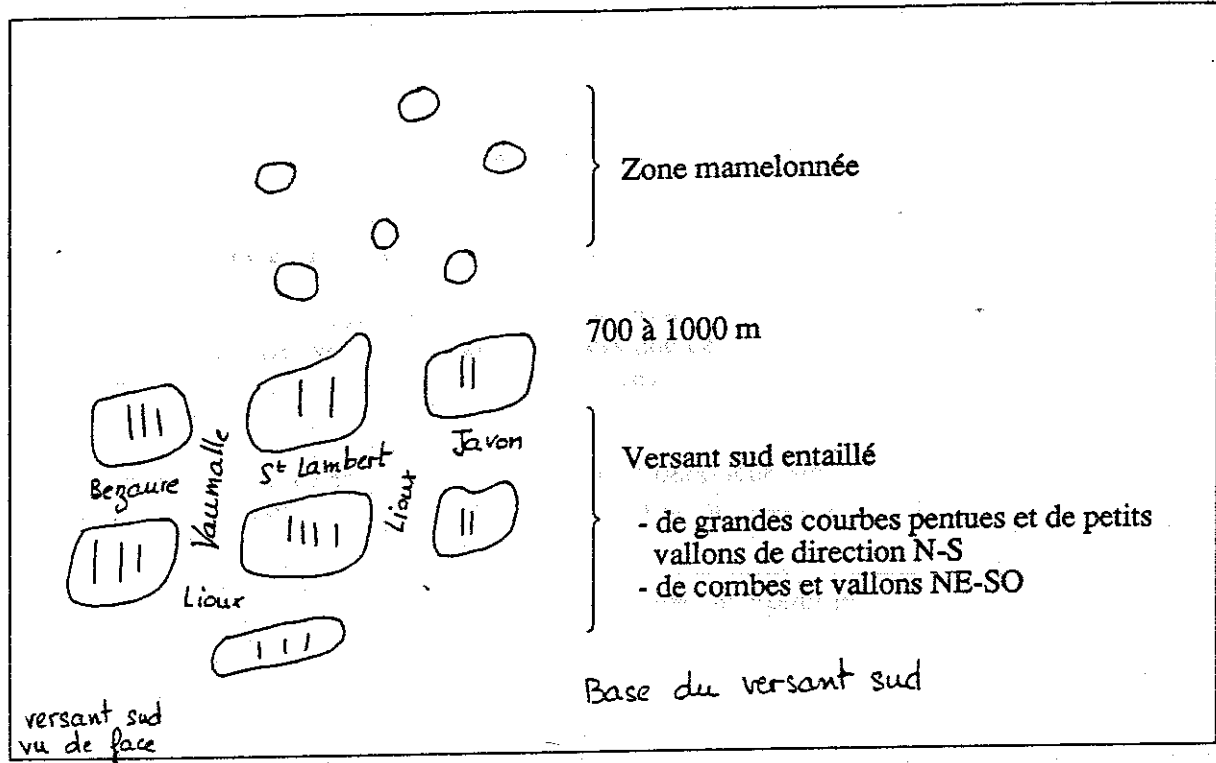 Zone mamelonnée
700 à 1000 m
Bezaure
Vaumalle
St Lambert
Lioux
Javon
Lioux
Versant sud entaillé
- de grandes courbes pentues et de petits
vallons de direction N-S
- de combes et vallons NE-SO
Base du versant sud
versant sud
vu de face